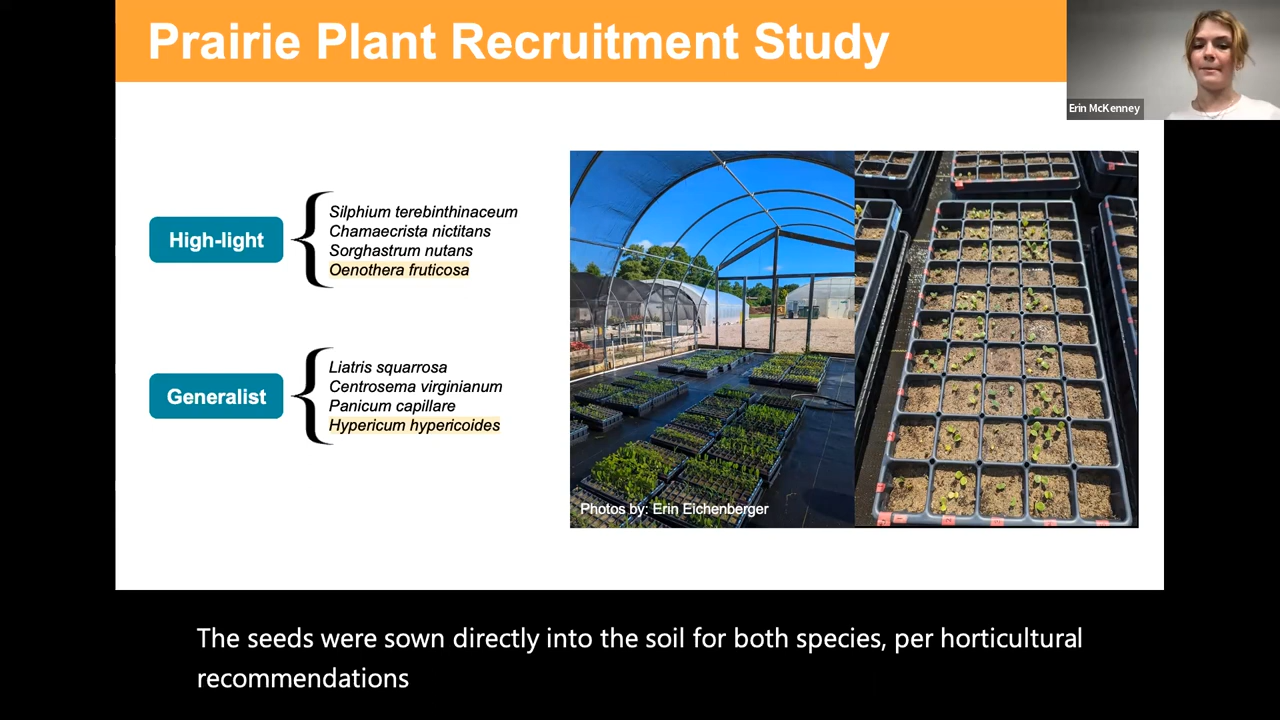 Prairie Plant Recruitment Study
Erin McKenney
High-light
Silphium terebinthinaceum
Chamaecrista nictitans
Sorghastrum nutans
Oenothera fruticosa
Generalist
Liatris squarrosa
Centrosema virginianum
Panicum capillare
Hypericum hypericoides
Photos by: Erin Eichenberger
The seeds were sown directly into the soil for both species, per horticultural
recommendations